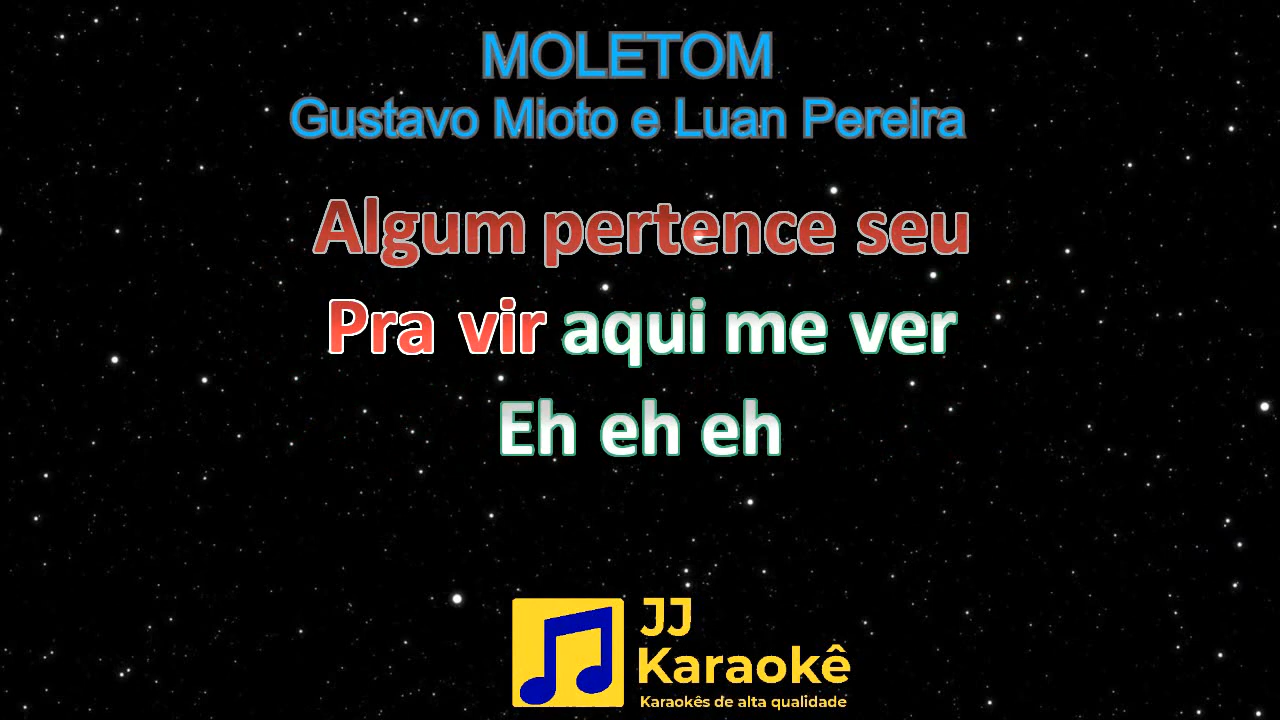 MOLETOM
Gustavo Mioto e Luan Pereira
Algum pertence seu
Pra vir aqui me ver
Eh eh eh
JJ
Karaokê
Karaokês de alta qualidade